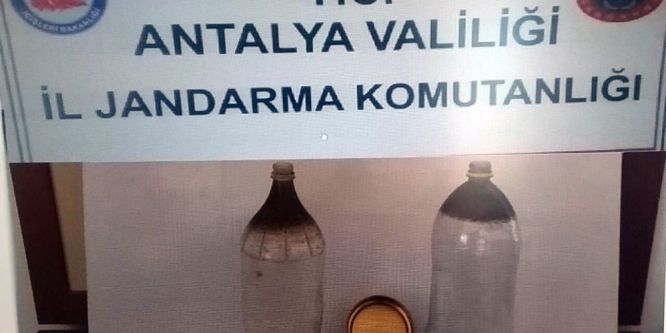 ANTALYA VALİLİĞİ
İL JANDARMA KOMUTANLIĞI